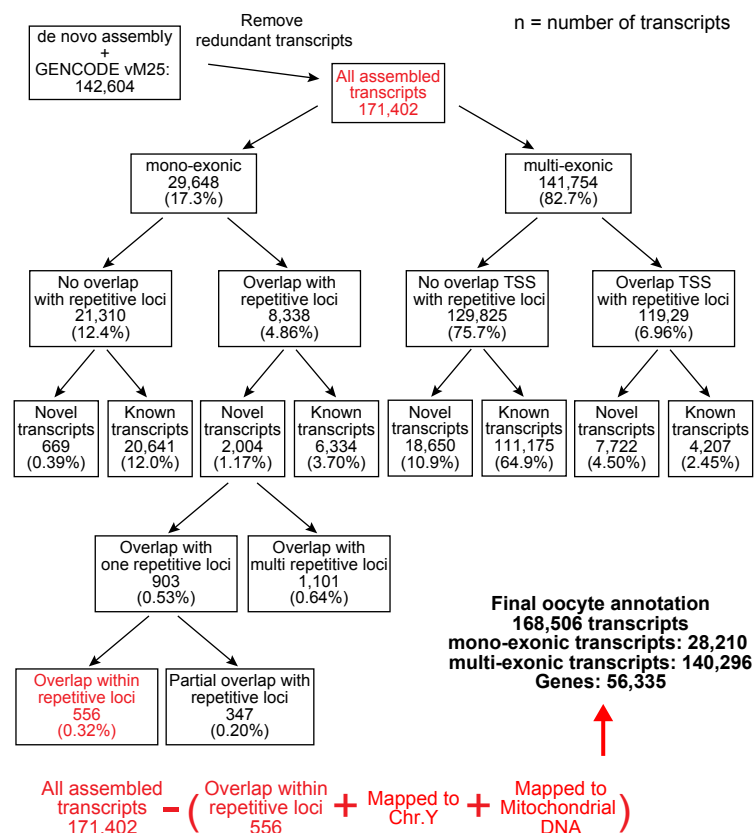 de novo assembly
+
GENCODE vM25:
142,604
Remove
redundant transcripts
n = number of transcripts
All assembled
transcripts
171,402
mono-exonic
29,648
(17.3%)
multi-exonic
141,754
(82.7%)
No overlap
with repetitive loci
21,310
(12.4%)
Overlap with
repetitive loci
8,338
(4.86%)
No overlap TSS
with repetitive loci
129,825
(75.7%)
Overlap TSS
with repetitive loci
119,29
(6.96%)
Novel
transcripts
669
(0.39%)
Known
transcripts
20,641
(12.0%)
Novel
transcripts
2,004
(1.17%)
Known
transcripts
6,334
(3.70%)
Novel
transcripts
18,650
(10.9%)
Known
transcripts
111,175
(64.9%)
Novel
transcripts
7,722
(4.50%)
Known
transcripts
4,207
(2.45%)
Overlap with
one repetitive loci
903
(0.53%)
Overlap with
multi repetitive loci
1,101
(0.64%)
Overlap within
repetitive loci
556
(0.32%)
Partial overlap with
repetitive loci
347
(0.20%)
Final oocyte annotation
168,506 transcripts
mono-exonic transcripts: 28,210
multi-exonic transcripts: 140,296
Genes: 56,335
All assembled
transcripts
171,402
-
(
Overlap within
repetitive loci
556
+
Mapped to
Chr.Y
+
Mapped to
Mitochondrial
DNA
)